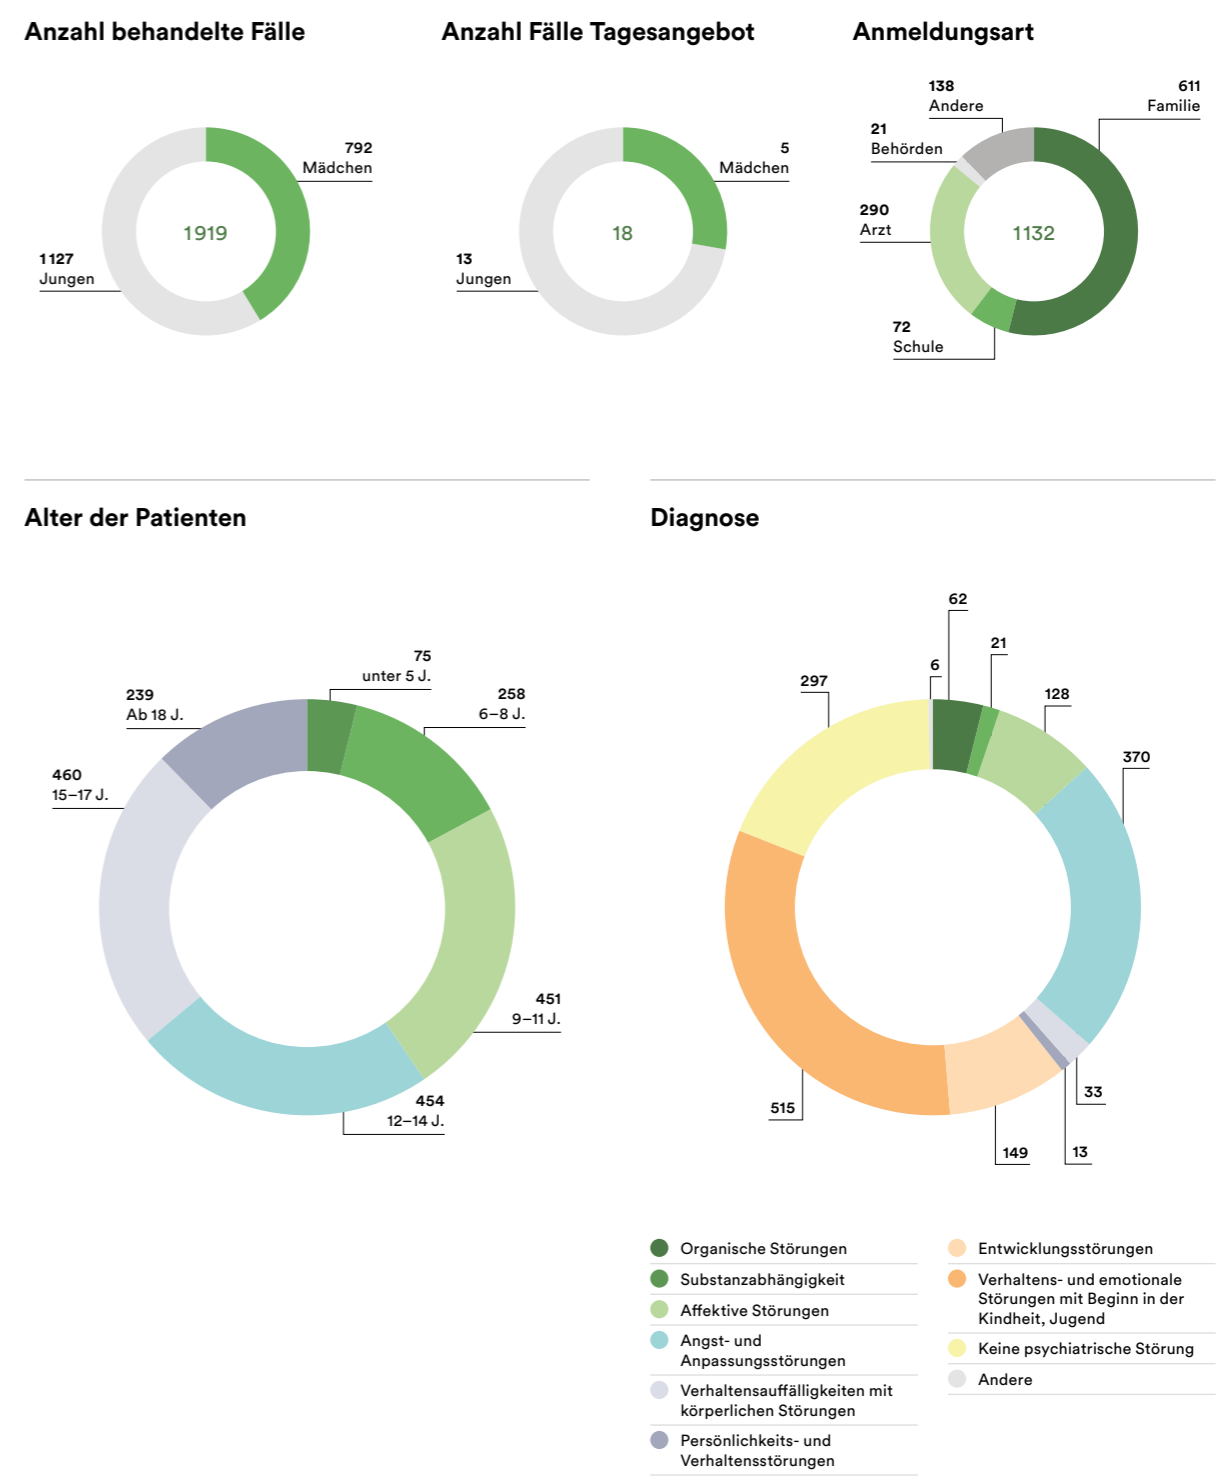 Anzahl behandelte Fälle
792
Mädchen
1919
1127
Jungen
Anzahl Fälle Tagesangebot
5
Mädchen
18
13
Jungen
Anmeldungsart
138
Andere
611
Familie
21
Behörden
290
Arzt
1132
72
Schule
Alter der Patienten
75
unter 5 J.
239
Ab 18 J.
258
6–8 J.
460
15–17 J.
451
9–11 J.
454
12–14 J.
Diagnose
62
21
6
297
128
370
33
515
149
13
Organische Störungen
Substanzabhängigkeit
Affektive Störungen
Angst- und
Anpassungsstörungen
Verhaltensauffälligkeiten mit
körperlichen Störungen
Persönlichkeits- und
Verhaltensstörungen
Entwicklungsstörungen
Verhaltens- und emotionale
Störungen mit Beginn in der
Kindheit, Jugend
Keine psychiatrische Störung
Andere